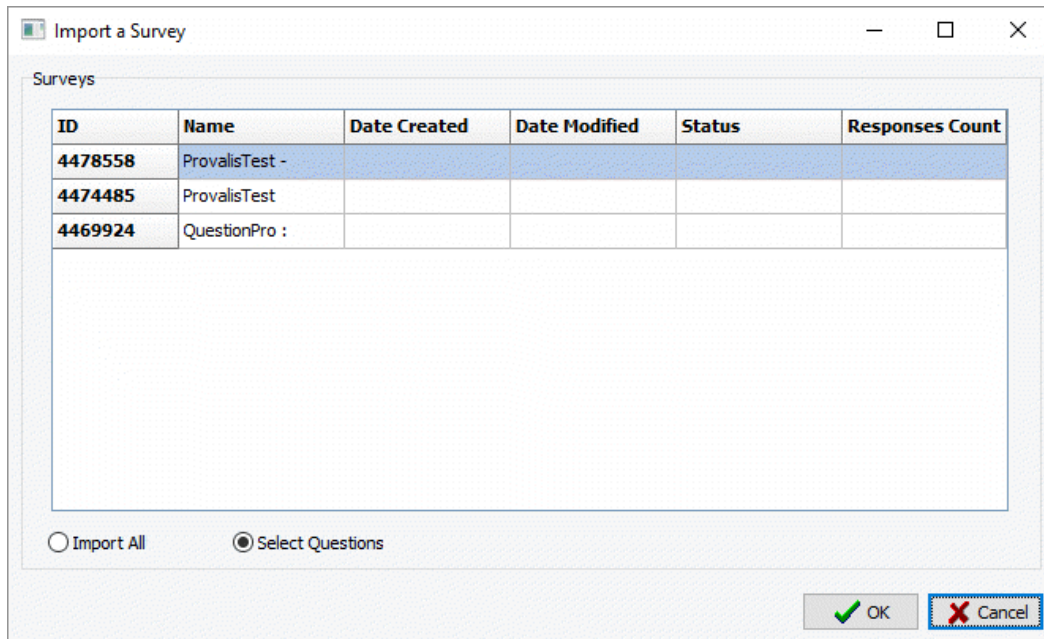 Import a Survey
Surveys
ID Name Date Created Date Modified Status Responses Count
4478558 ProvalisTest -
4474485 ProvalisTest
4469924 QuestionPro :
Import All Select Questions
OK Cancel